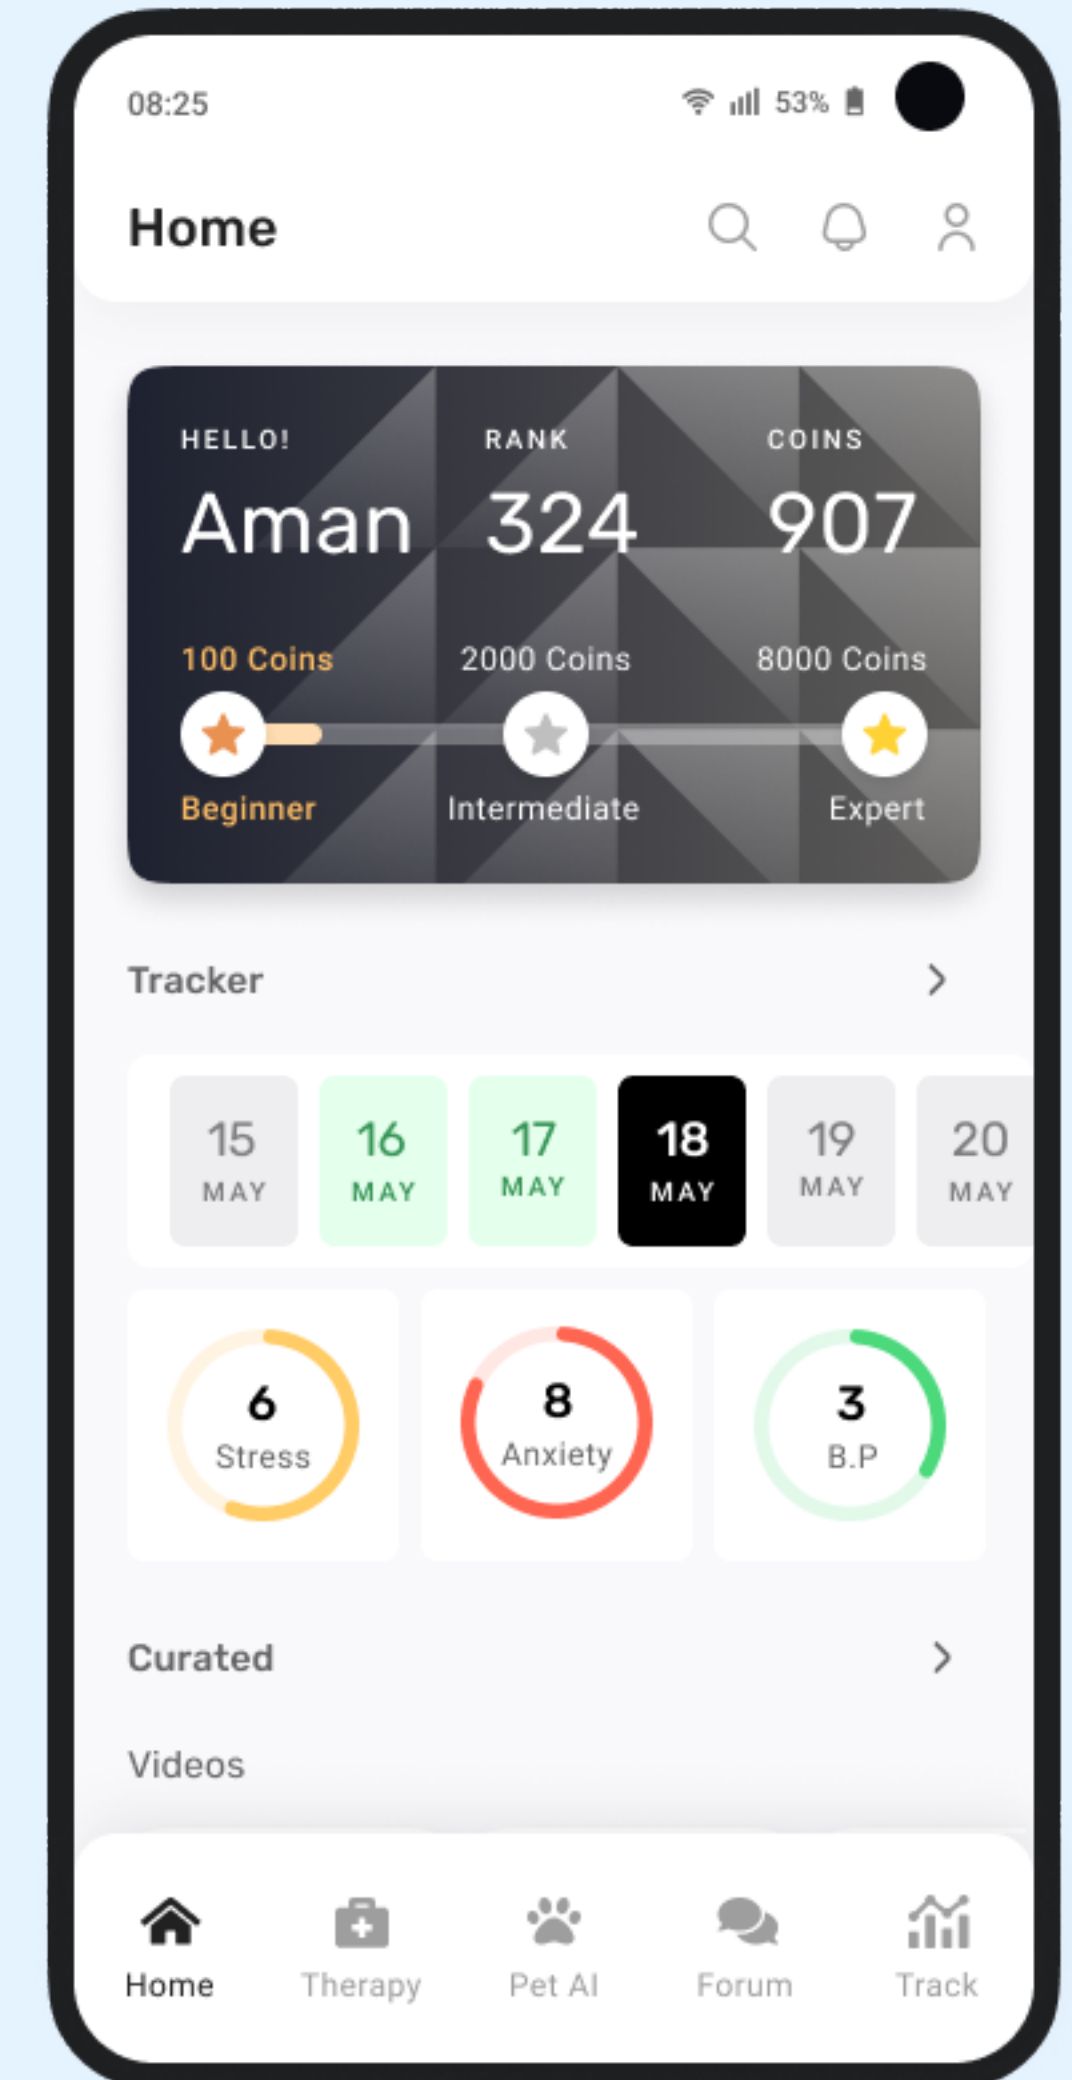 08:25 53%
Home
HELLO! RANK COINS
Aman 324 907
100 Coins 2000 Coins 8000 Coins
Beginner Intermediate Expert
Tracker
15 16 17 18 19 20
MAY MAY MAY MAY MAY MAY
6 8 3
Stress Anxiety B.P
Curated
Videos
Home Therapy Pet AI Forum Track